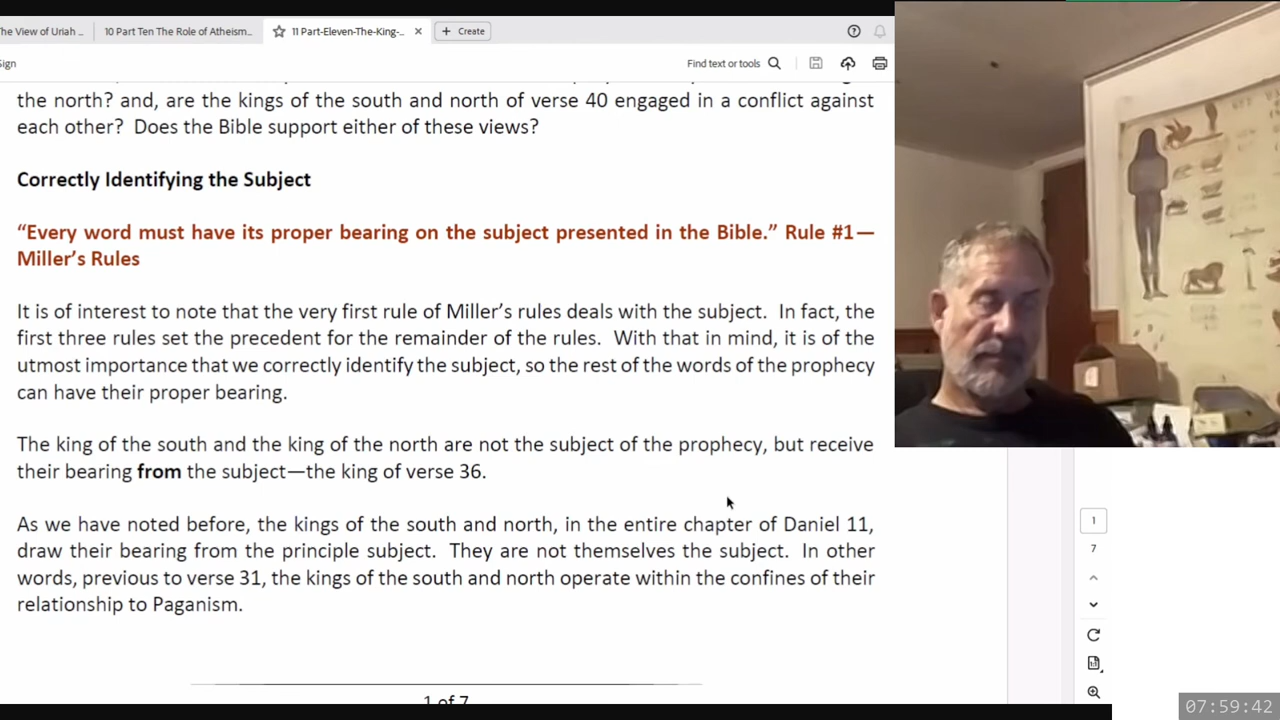 he View of Uriah ...
10 Part Ten The Role of Atheism...
11 Part-Eleven-The-King-...
Create
Sign
Find text or tools
the north? and, are the kings of the south and north of verse 40 engaged in a conflict against
each other?  Does the Bible support either of these views?
Correctly Identifying the Subject
“Every word must have its proper bearing on the subject presented in the Bible.” Rule #1—
Miller’s Rules
It is of interest to note that the very first rule of Miller’s rules deals with the subject.  In fact, the
first three rules set the precedent for the remainder of the rules.  With that in mind, it is of the
utmost importance that we correctly identify the subject, so the rest of the words of the prophecy
can have their proper bearing.
The king of the south and the king of the north are not the subject of the prophecy, but receive
their bearing from the subject—the king of verse 36.
As we have noted before, the kings of the south and north, in the entire chapter of Daniel 11,
draw their bearing from the principle subject.  They are not themselves the subject.  In other
words, previous to verse 31, the kings of the south and north operate within the confines of their
relationship to Paganism.
1 of 7
1
7
07:59:42